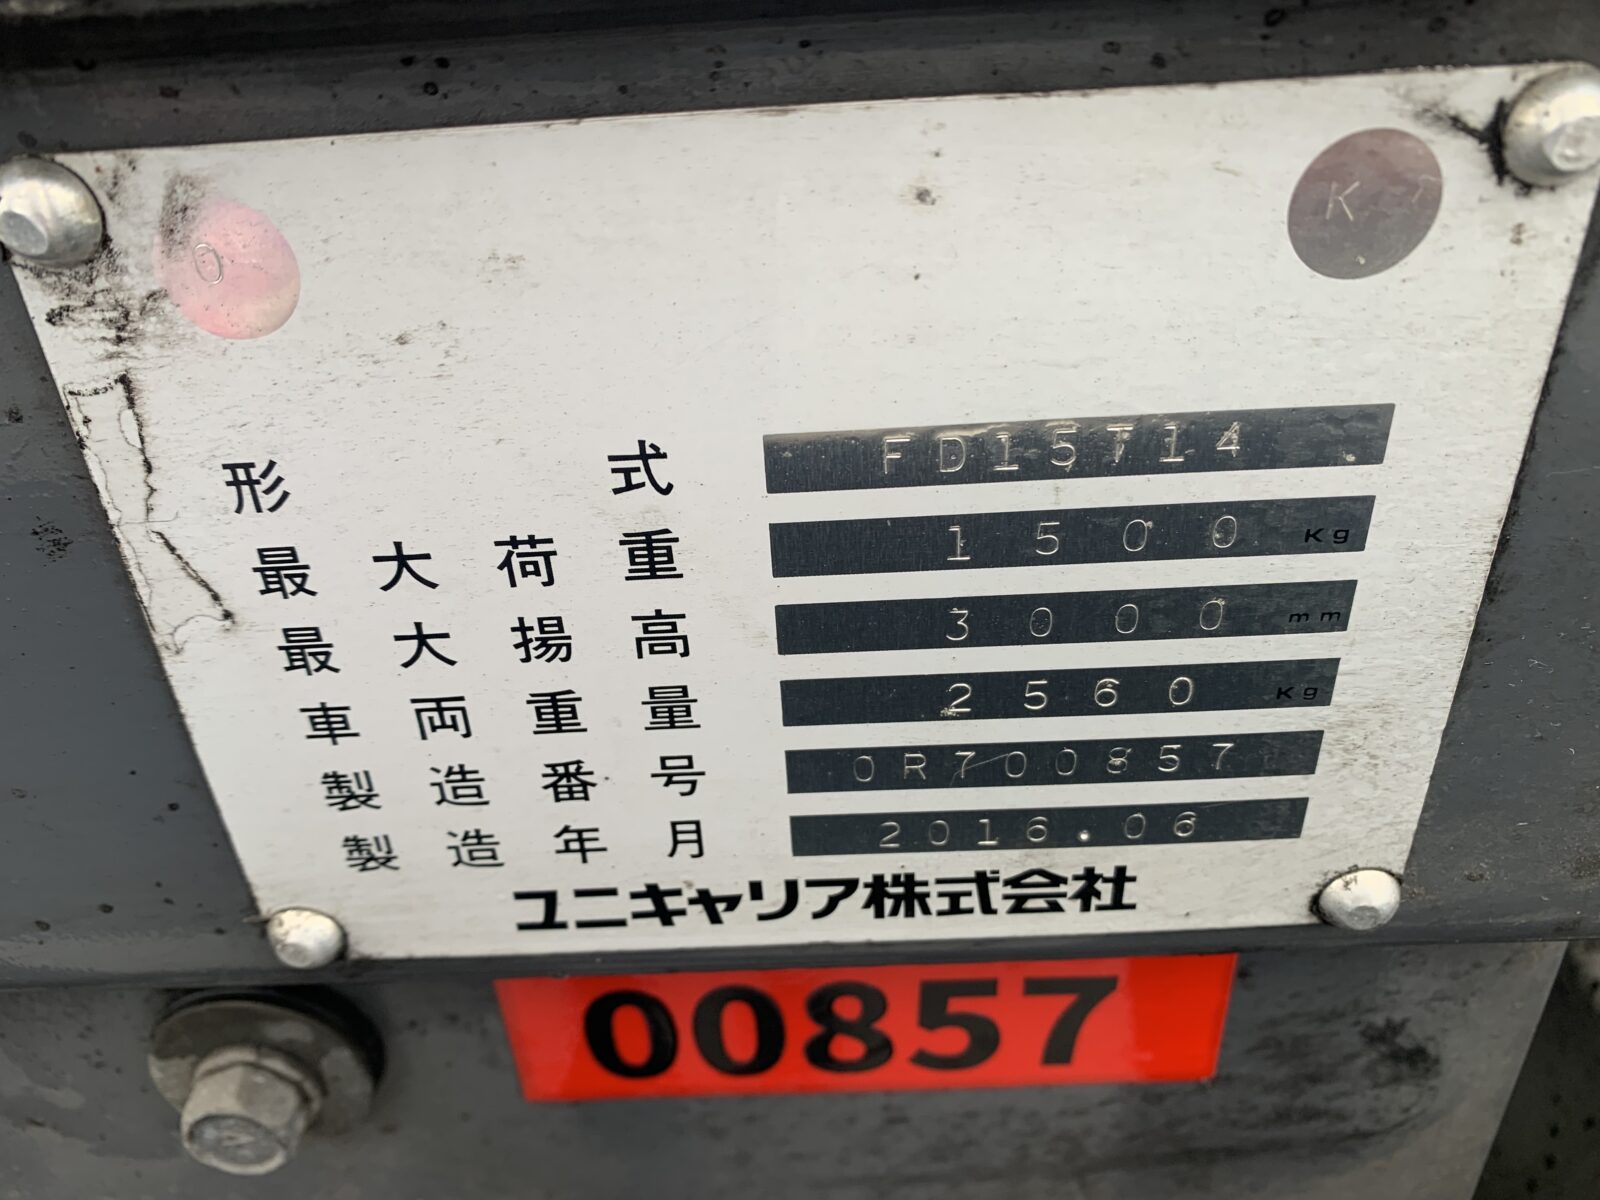 O K
形式 FD15T14
最大荷重 1500 Kg
最大揚高 3000 mm
車両重量 2560 Kg
製造番号 0R700857
製造年月 2016.06
ユニキャリア株式会社
00857